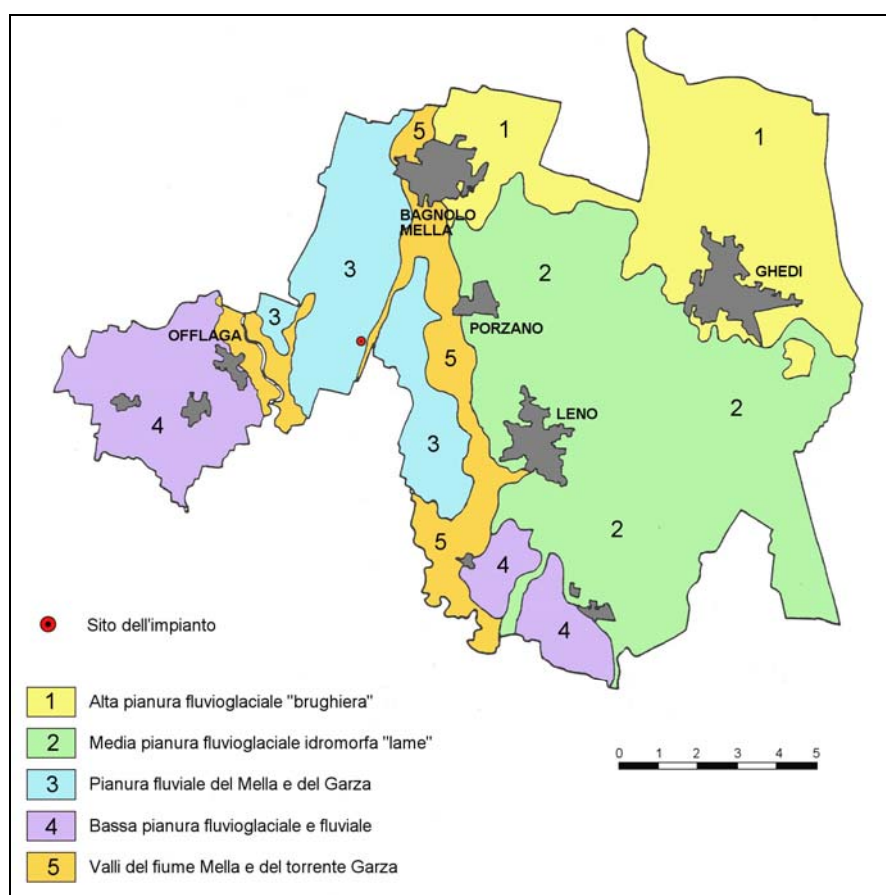 1
5
1
BAGNOLO
MELLA
3
2
GHEDI
3
OFFLAGA
PORZANO
5
2
4
LENO
3
2
5
4
4
Sito dell'impianto
1 Alta pianura fluvioglaciale "brughiera"
2 Media pianura fluvioglaciale idromorfa "lame"
0 1 2 3 4 5
3 Pianura fluviale del Mella e del Garza
4 Bassa pianura fluvioglaciale e fluviale
5 Valli del fiume Mella e del torrente Garza